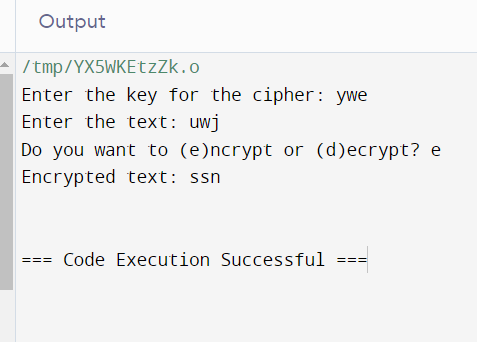 Output
/tmp/YX5WKEtzZk.o
Enter the key for the cipher: ywe
Enter the text: uwj
Do you want to (e)ncrypt or (d)ecrypt? e
Encrypted text: ssn
=== Code Execution Successful ===